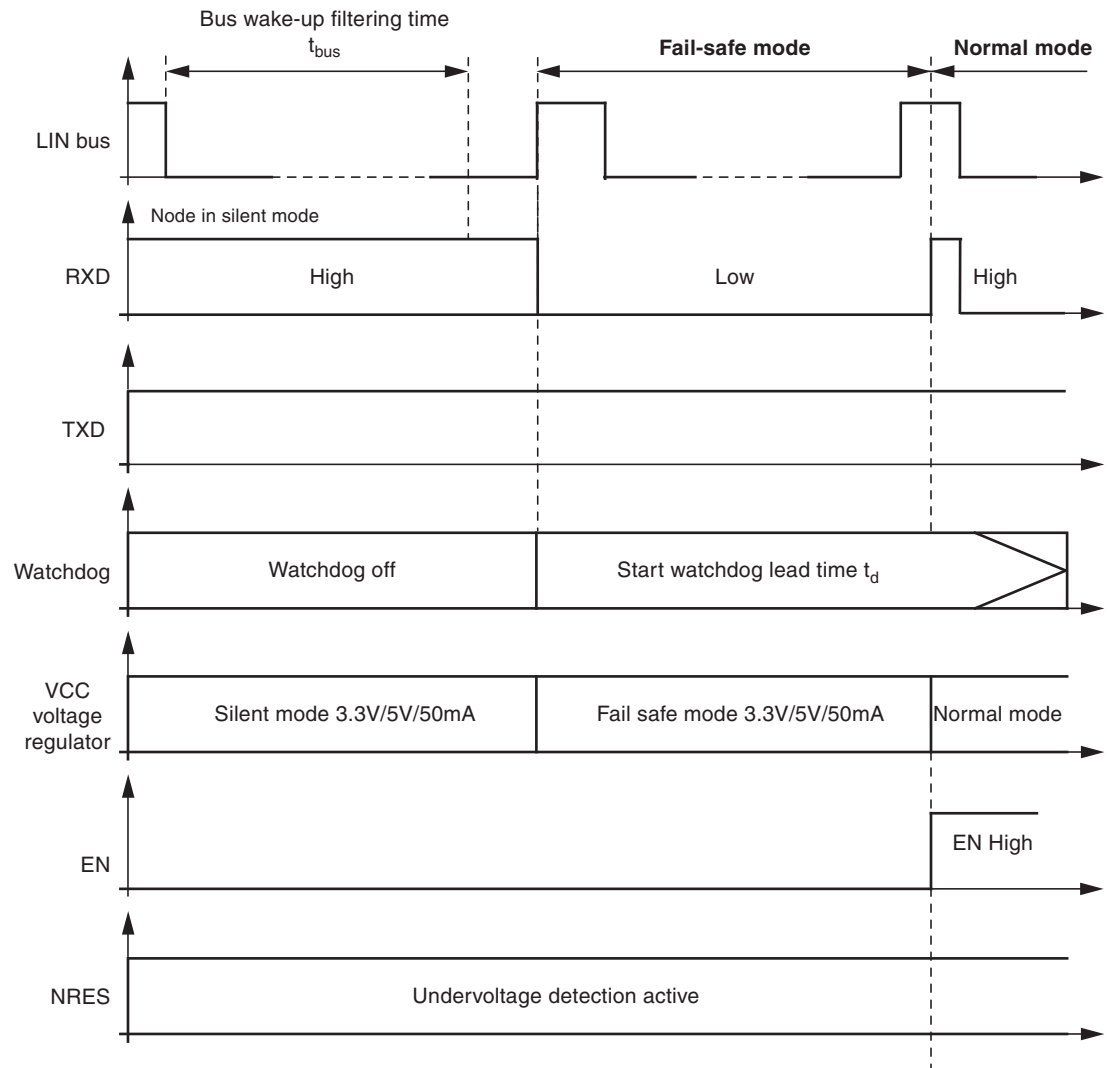 Bus wake-up filtering time
tbus
Fail-safe mode
Normal mode
LIN bus
Node in silent mode
RXD
High
Low
High
TXD
Watchdog
Watchdog off
Start watchdog lead time td
VCC
voltage
regulator
Silent mode 3.3V/5V/50mA
Fail safe mode 3.3V/5V/50mA
Normal mode
EN
EN High
NRES
Undervoltage detection active